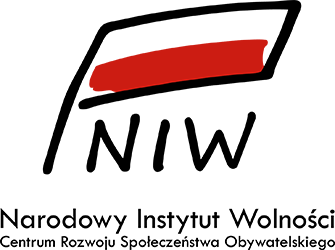 NIW
Narodowy Instytut Wolności
Centrum Rozwoju Społeczeństwa Obywatelskiego